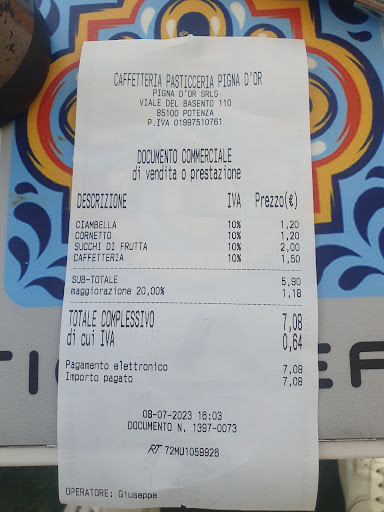 CAFFETTERIA PASTICCERIA PIGNA D'OR
PIGNA D'OR SRLS
VIALE DEL BASENTO 110
85100 POTENZA
P.IVA 01997510761
DOCUMENTO COMMERCIALE
di vendita o prestazione
DESCRIZIONE IVA Prezzo(€)
CIAMBELLA 10% 1,20
CORNETTO 10% 1,20
SUCCHI DI FRUTTA 10% 2,00
CAFFETTERIA 10% 1,50
SUB-TOTALE 5,90
maggiorazione 20,00% 1,18
TOTALE COMPLESSIVO 7,08
di cui IVA 0,64
Pagamento elettronico 7,08
Importo pagato 7,08
08-07-2023 16:03
DOCUMENTO N. 1397-0073
RT 72MU1059926
OPERATORE: Giuseppe